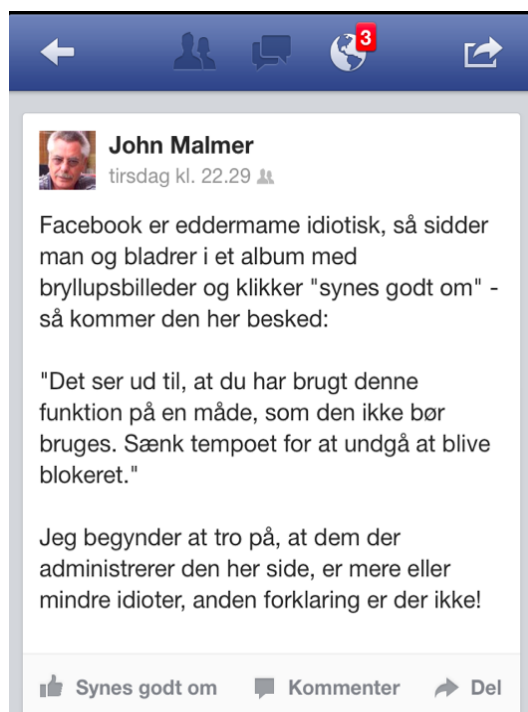 3
John Malmer
tirsdag kl. 22.29
Facebook er eddermame idiotisk, så sidder
man og bladrer i et album med
bryllupsbilleder og klikker "synes godt om" -
så kommer den her besked:
"Det ser ud til, at du har brugt denne
funktion på en måde, som den ikke bør
bruges. Sænk tempoet for at undgå at blive
blokeret."
Jeg begynder at tro på, at dem der
administrerer den her side, er mere eller
mindre idioter, anden forklaring er der ikke!
Synes godt om Kommenter Del